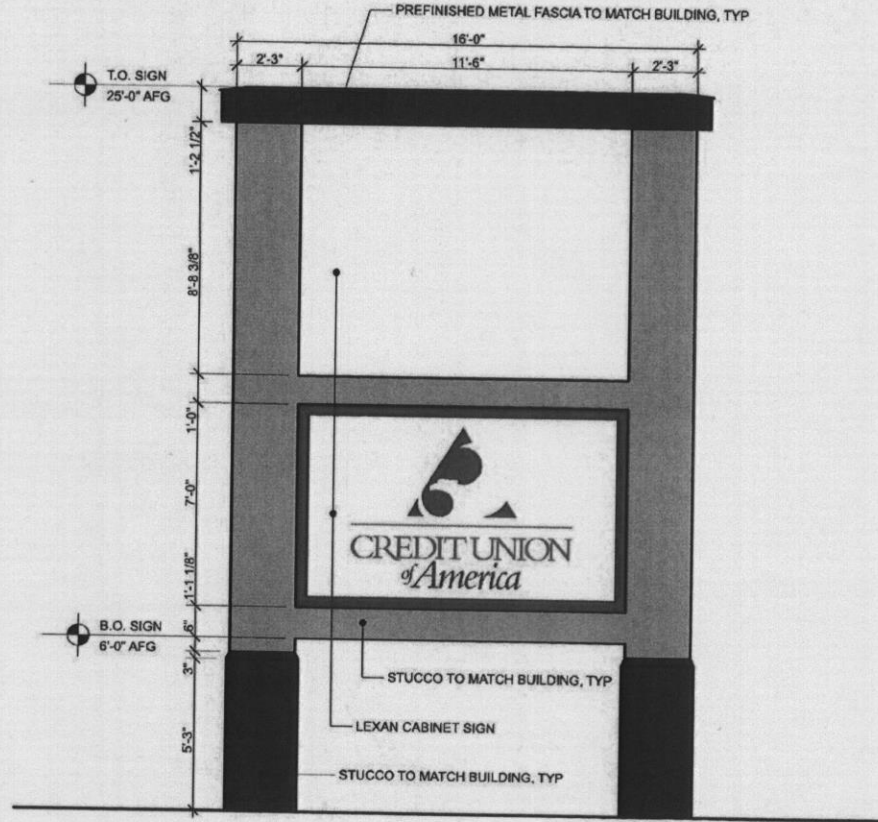 PREFINISHED METAL FASCIA TO MATCH BUILDING, TYP
16'-0"
2'-3"
11'-6"
2'-3"
T.O. SIGN
25'-0" AFG
1'-2 1/2"
8'-8 3/8"
1'-0"
7'-0"
1'-1 1/8"
6"
3"
5'-3"
CREDIT UNION
of America
B.O. SIGN
6'-0" AFG
STUCCO TO MATCH BUILDING, TYP
LEXAN CABINET SIGN
STUCCO TO MATCH BUILDING, TYP